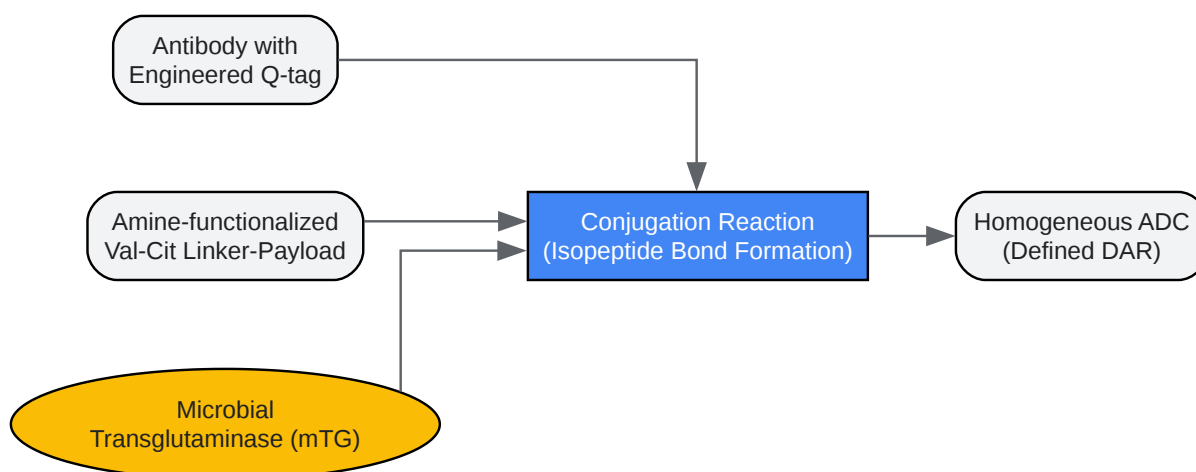 Antibody with
Engineered Q-tag
Amine-functionalized
Val-Cit Linker-Payload
Conjugation Reaction
(Isopeptide Bond Formation)
Homogeneous ADC
(Defined DAR)
Microbial
Transglutaminase (mTG)